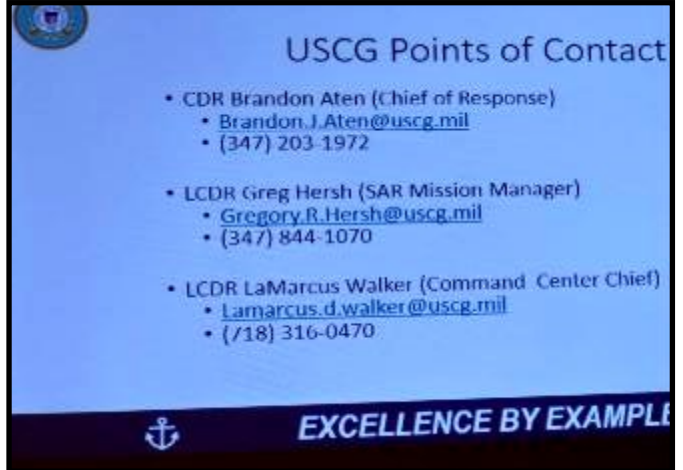 USCG Points of Contact
• CDR Brandon Aten (Chief of Response)
• Brandon.J.Aten@uscg.mil
• (347) 203-1972
• LCDR Greg Hersh (SAR Mission Manager)
• Gregory.R.Hersh@uscg.mil
• (347) 844-1070
• LCDR LaMarcus Walker (Command Center Chief)
• Lamarcus.d.walker@uscg.mil
• (718) 316-0470
EXCELLENCE BY EXAMPLE